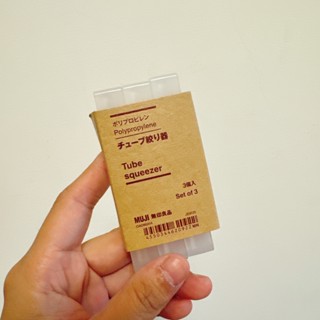 ポリプロピレン
Polypropylene
チューブ絞り器
Tube
squeezer
3個入
Set of 3
MUJI 無印良品